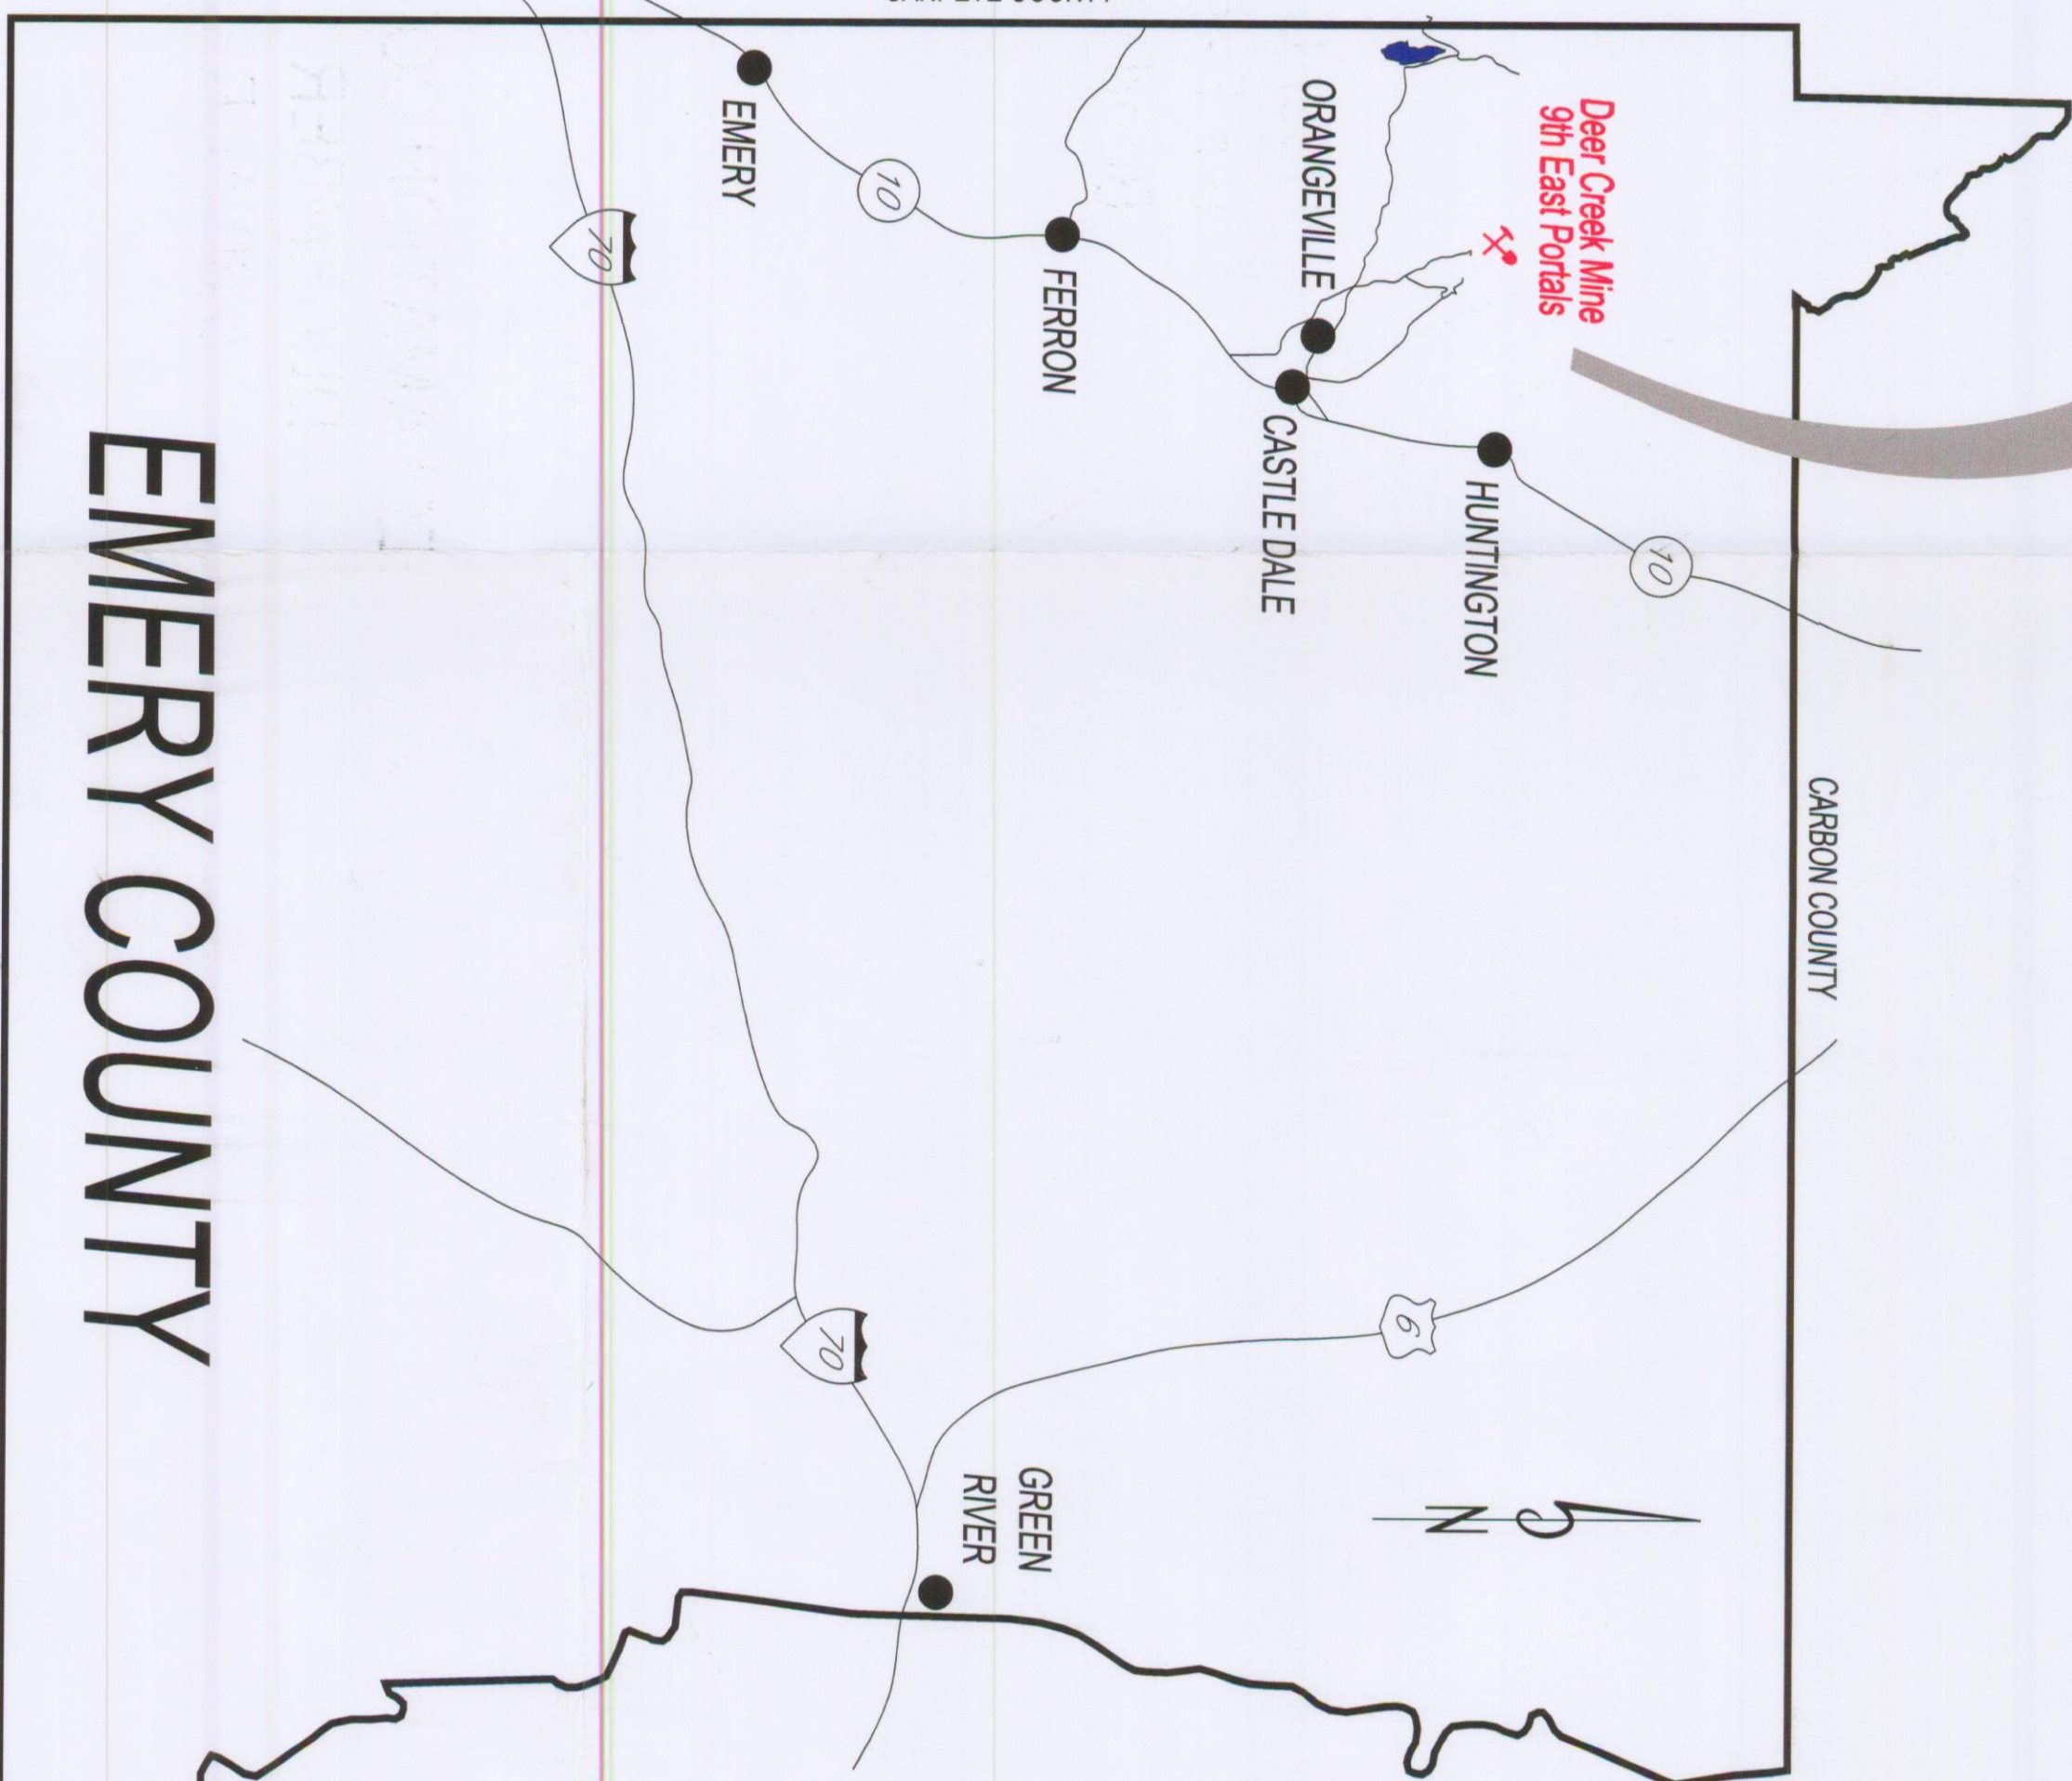 CARBON COUNTY
Deer Creek Mine
9th East Portals
10
HUNTINGTON
N
6
ORANGEVILLE
CASTLE DALE
FERRON
10
EMERY
GREEN
RIVER
70
70
EMERY COUNTY